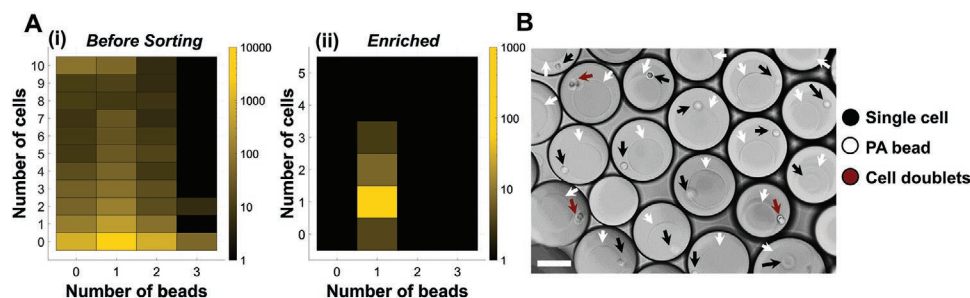 A
(i) Before Sorting
10
9
8
7
6
5
4
3
2
1
0
Number of cells
0 1 2 3
Number of beads
10000
1000
100
10
1
(ii) Enriched
5
4
3
2
1
0
Number of cells
0 1 2 3
Number of beads
1000
100
10
1
B
Single cell
PA bead
Cell doublets